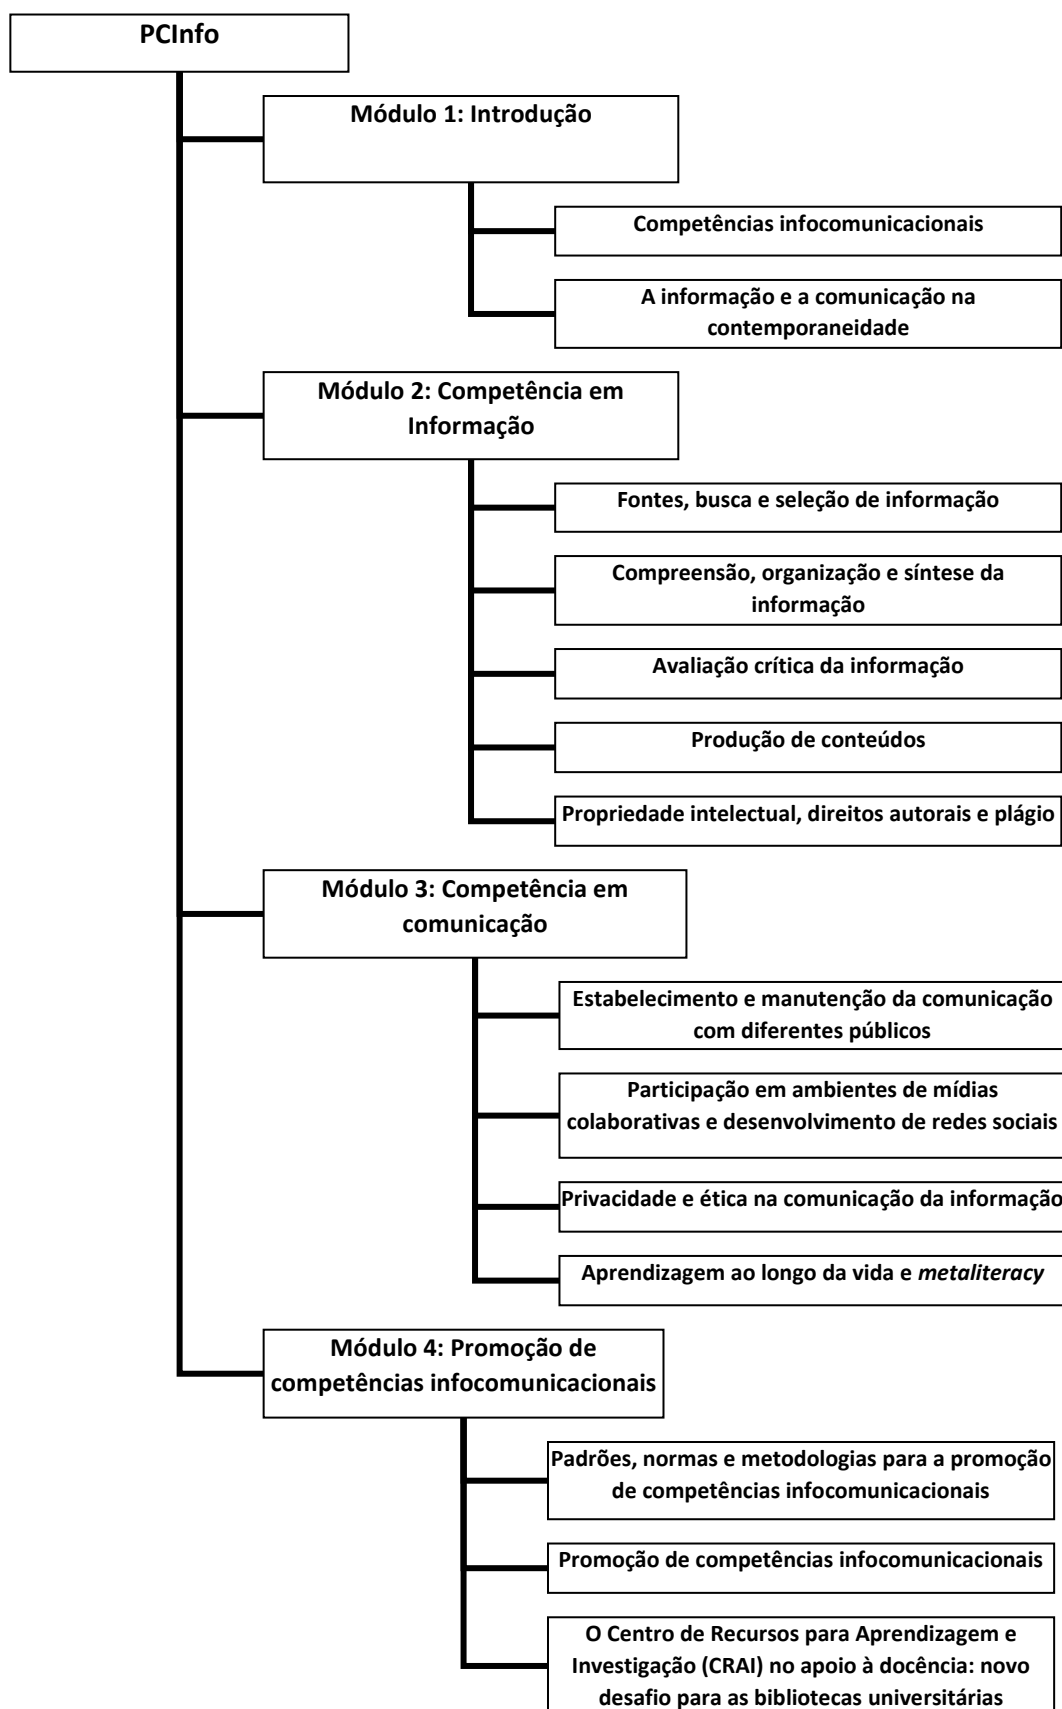 PCInfo
Módulo 1: Introdução
Competências infocomunicacionais
A informação e a comunicação na
contemporaneidade
Módulo 2: Competência em
Informação
Fontes, busca e seleção de informação
Compreensão, organização e síntese da
informação
Avaliação crítica da informação
Produção de conteúdos
Propriedade intelectual, direitos autorais e plágio
Módulo 3: Competência em
comunicação
Estabelecimento e manutenção da comunicação
com diferentes públicos
Participação em ambientes de mídias
colaborativas e desenvolvimento de redes sociais
Privacidade e ética na comunicação da informação
Aprendizagem ao longo da vida e metaliteracy
Módulo 4: Promoção de
competências infocomunicacionais
Padrões, normas e metodologias para a promoção
de competências infocomunicacionais
Promoção de competências infocomunicacionais
O Centro de Recursos para Aprendizagem e
Investigação (CRAI) no apoio à docência: novo
desafio para as bibliotecas universitárias